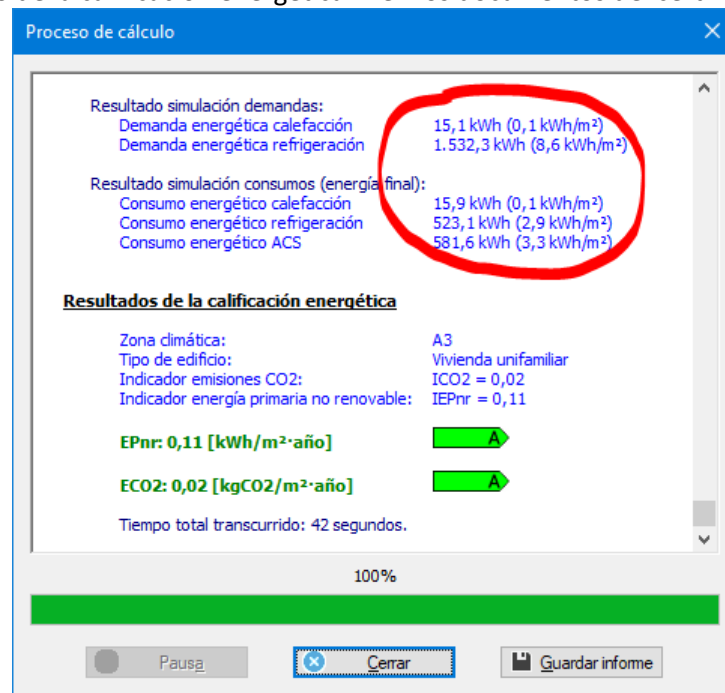 Proceso de cálculo
Resultado simulación demandas:
Demanda energética calefacción 15,1 kWh (0,1 kWh/m²)
Demanda energética refrigeración 1.532,3 kWh (8,6 kWh/m²)
Resultado simulación consumos (energía final):
Consumo energético calefacción 15,9 kWh (0,1 kWh/m²)
Consumo energético refrigeración 523,1 kWh (2,9 kWh/m²)
Consumo energético ACS 581,6 kWh (3,3 kWh/m²)
Resultados de la calificación energética
Zona climática: A3
Tipo de edificio: Vivienda unifamiliar
Indicador emisiones CO2: ICO2 = 0,02
Indicador energía primaria no renovable: IEPnr = 0,11
EPnr: 0,11 [kWh/m²·año] A
ECO2: 0,02 [kgCO2/m²·año] A
Tiempo total transcurrido: 42 segundos.
100%
Pausa Cerrar Guardar informe